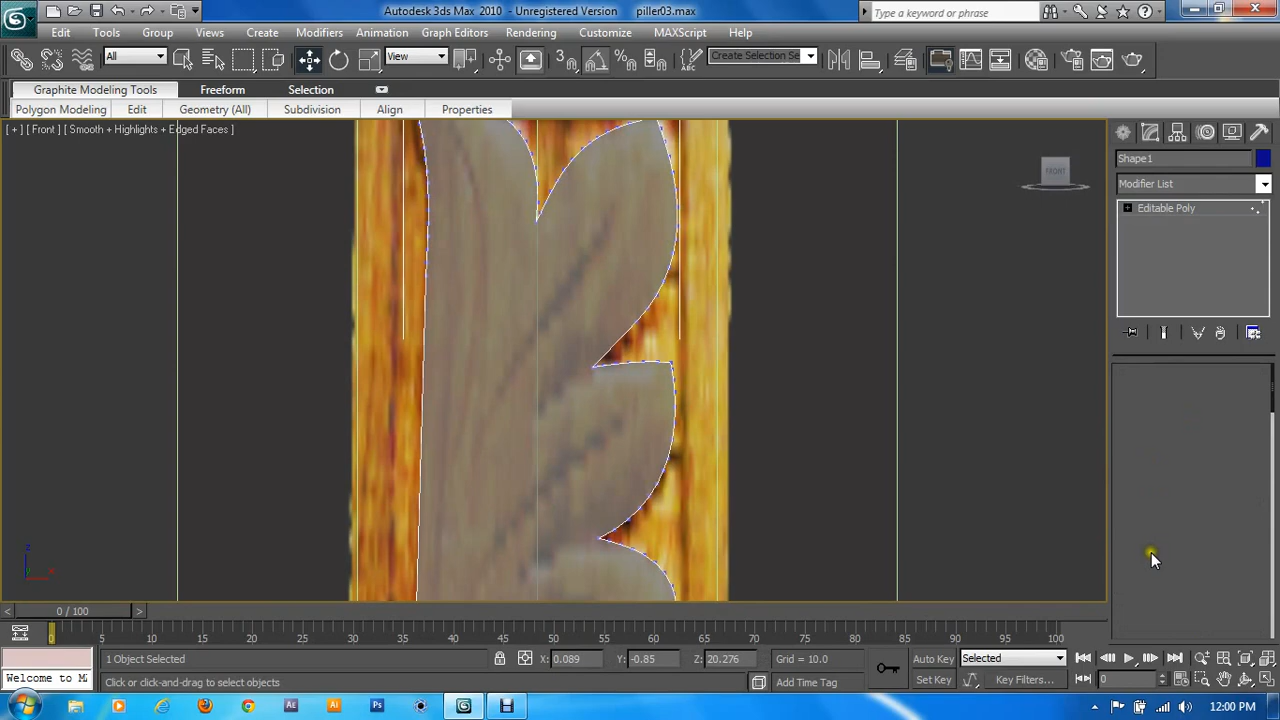 Autodesk 3ds Max 2010 - Unregistered Version piller03.max
Type a keyword or phrase
Edit Tools Group Views Create Modifiers Animation Graph Editors Rendering Customize MAXScript Help
All View 3 Create Selection Se
Graphite Modeling Tools Freeform Selection
Polygon Modeling Edit Geometry (All) Subdivision Align Properties
[ + ] [ Front ] [ Smooth + Highlights + Edged Faces ]
FRONT
Shape1
Modifier List
Editable Poly
z
x
< 0 / 100 >
0 5 10 15 20 25 30 35 40 45 50 55 60 65 70 75 80 85 90 95 100
1 Object Selected X: 0.089 Y: -0.85 Z: 20.276 Grid = 10.0 Auto Key Selected
Welcome to M
Click or click-and-drag to select objects Add Time Tag Set Key Key Filters... 0
Ae Ai Ps
12:00 PM